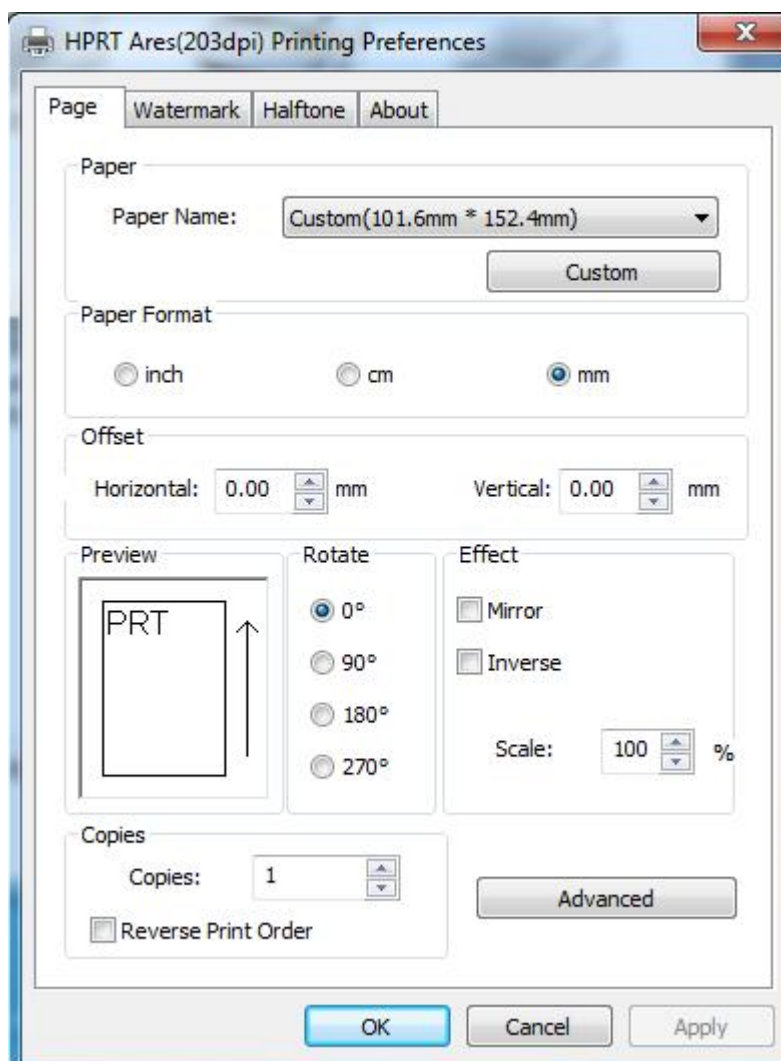 HPRT Ares(203dpi) Printing Preferences
Page Watermark Halftone About
Paper
Paper Name: Custom(101.6mm * 152.4mm)
Custom
Paper Format
inch cm mm
Offset
Horizontal: 0.00 mm Vertical: 0.00 mm
Preview Rotate Effect
PRT
0° Mirror
90° Inverse
180°
Scale: 100 %
270°
Copies
Copies: 1
Advanced
Reverse Print Order
OK Cancel Apply